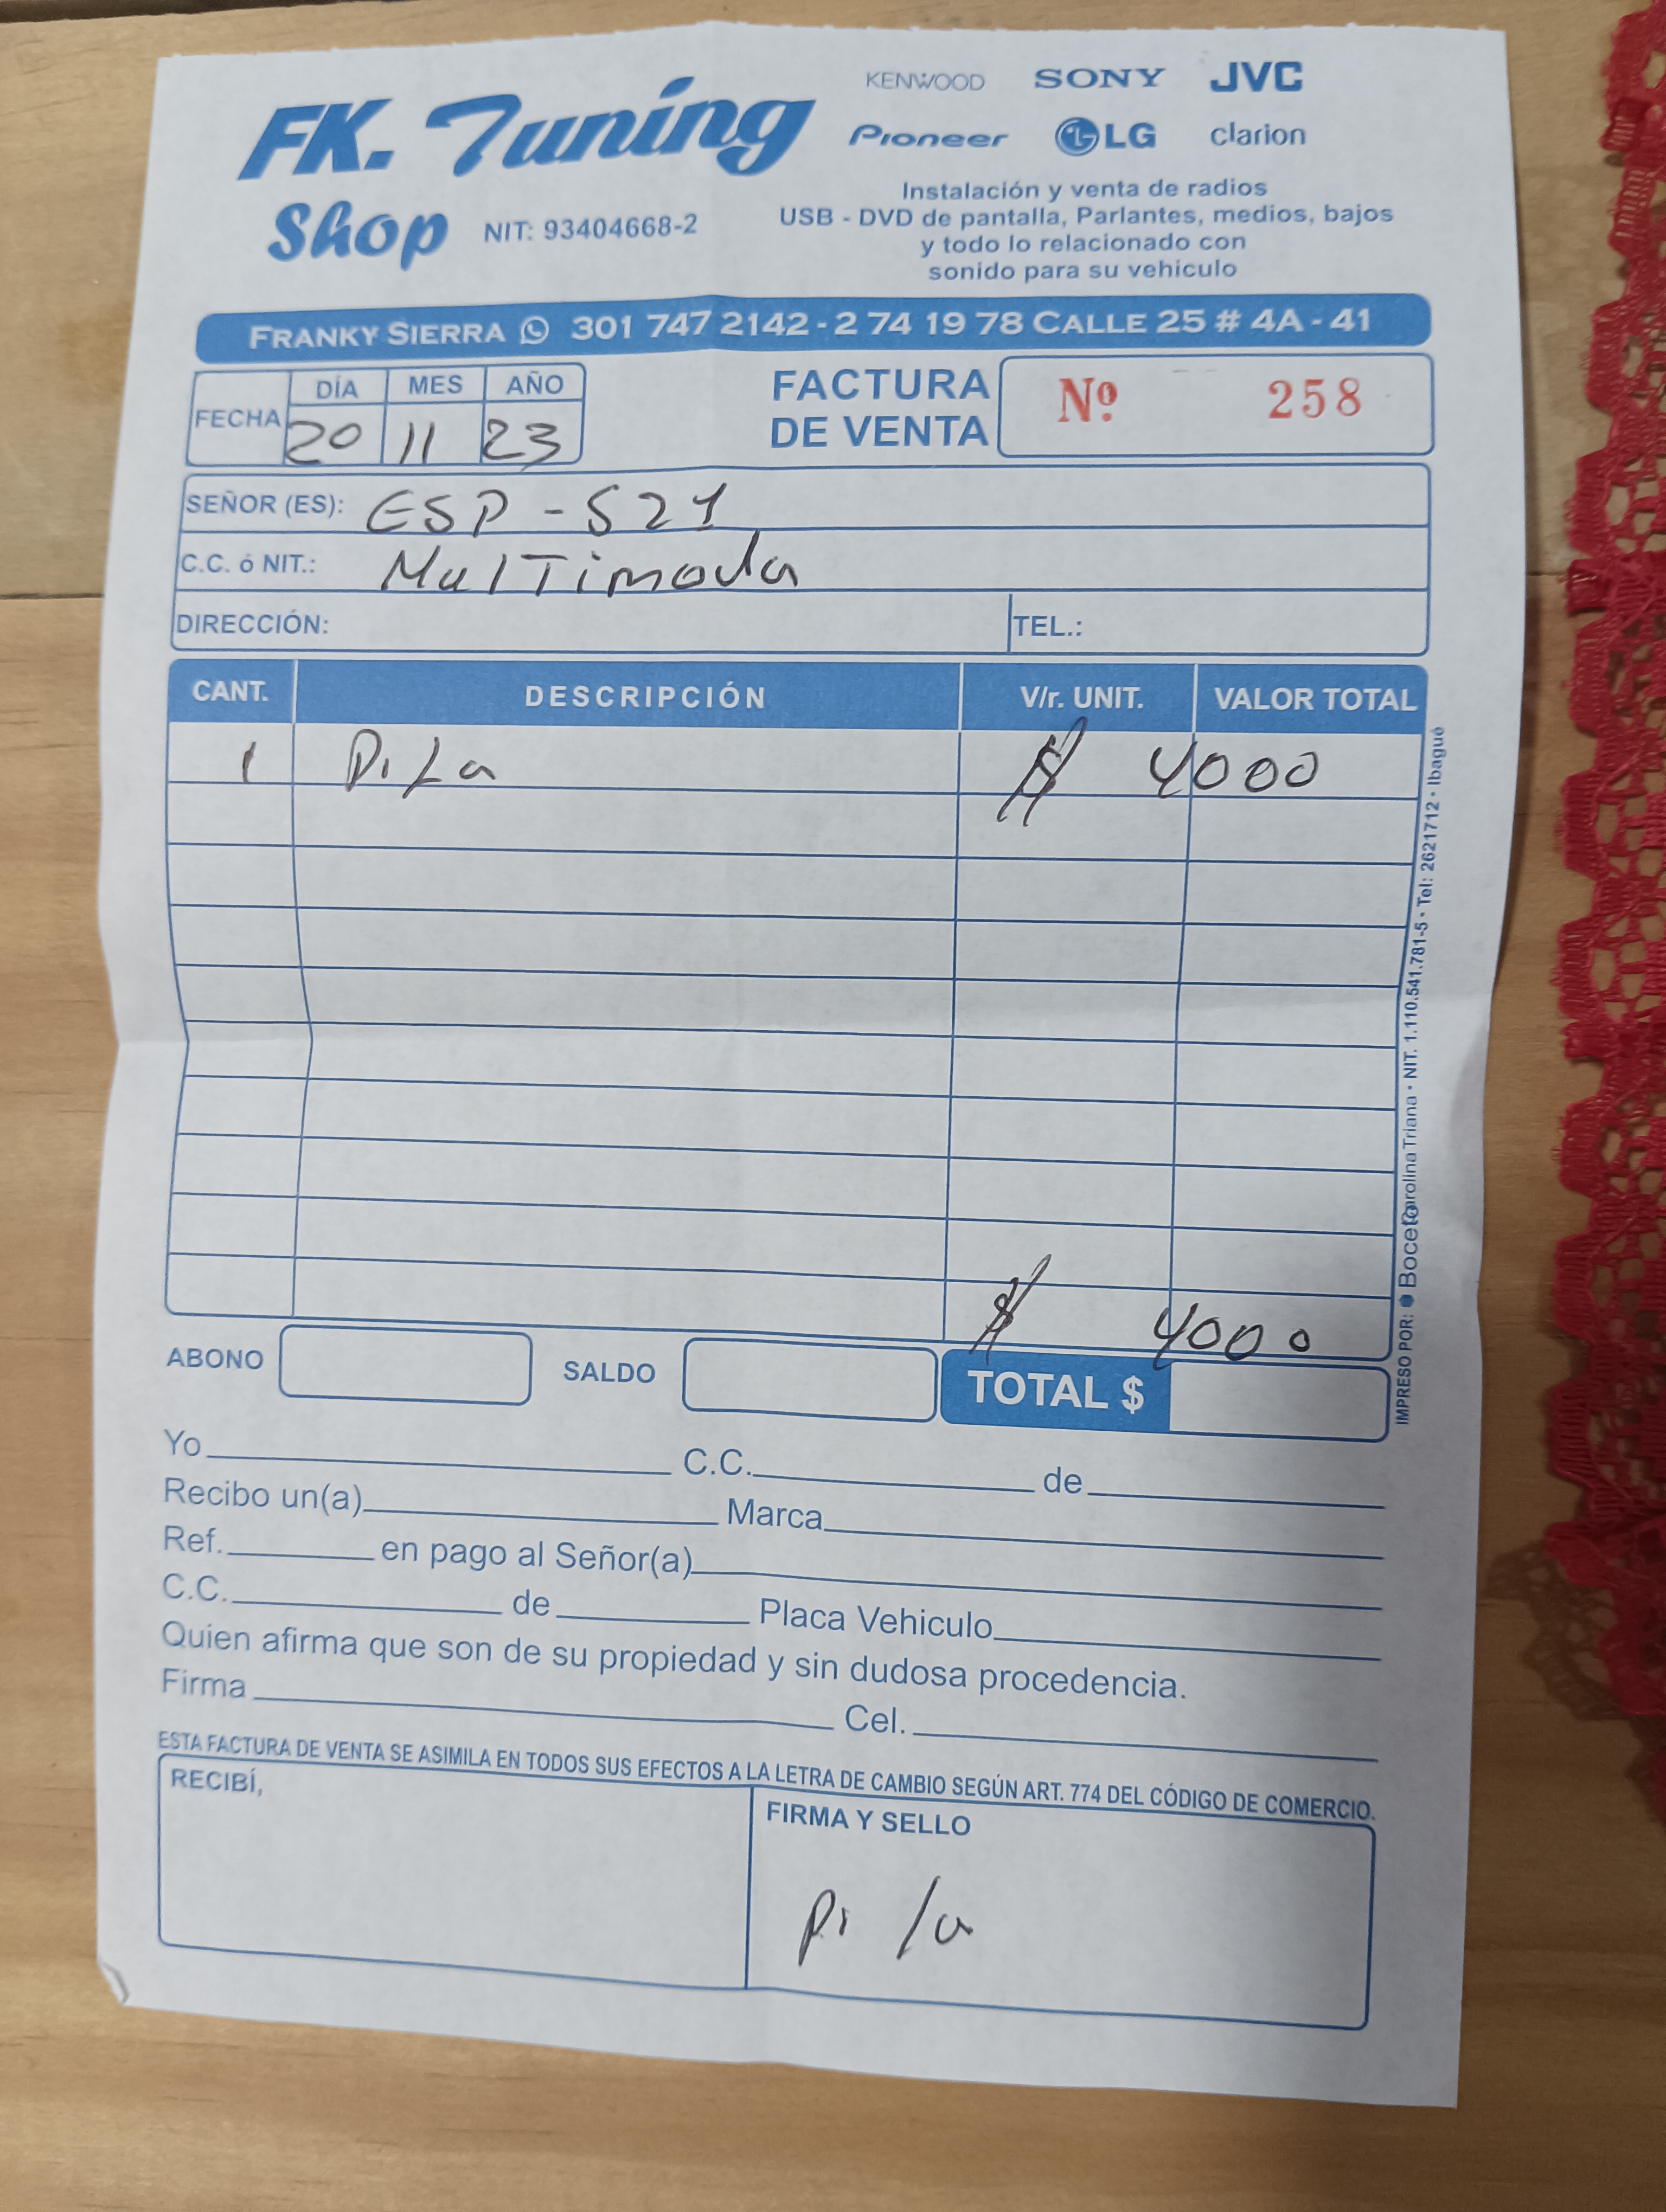 FK. Tuning
Shop NIT: 93404668-2
KENWOOD SONY JVC
Pioneer LG clarion
Instalación y venta de radios
USB - DVD de pantalla, Parlantes, medios, bajos
y todo lo relacionado con
sonido para su vehiculo
FRANKY SIERRA 301 747 2142 - 2 74 19 78 CALLE 25 # 4A - 41
FECHA DÍA MES AÑO
20 11 23
FACTURA
DE VENTA
Nº 258
SEÑOR (ES): ESP - 521
C.C. ó NIT.: Multimoda
DIRECCIÓN: TEL.:
CANT. DESCRIPCIÓN V/r. UNIT. VALOR TOTAL
1 Pila $ 4000
$ 4000
ABONO SALDO TOTAL $
Yo C.C. de
Recibo un(a) Marca
Ref. en pago al Señor(a)
C.C. de Placa Vehiculo
Quien afirma que son de su propiedad y sin dudosa procedencia.
Firma Cel.
ESTA FACTURA DE VENTA SE ASIMILA EN TODOS SUS EFECTOS A LA LETRA DE CAMBIO SEGÚN ART. 774 DEL CÓDIGO DE COMERCIO.
RECIBÍ,
FIRMA Y SELLO
Pila
IMPRESO POR: Boceto Carolina Triana • NIT. 1.110.541.781-5 • Tel: 2621712 • Ibagué